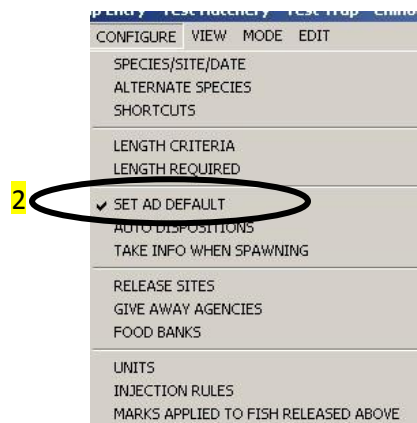 CONFIGURE VIEW MODE EDIT
SPECIES/SITE/DATE
ALTERNATE SPECIES
SHORTCUTS
LENGTH CRITERIA
LENGTH REQUIRED
2 ✔ SET AD DEFAULT
AUTO DISPOSITIONS
TAKE INFO WHEN SPAWNING
RELEASE SITES
GIVE AWAY AGENCIES
FOOD BANKS
UNITS
INJECTION RULES
MARKS APPLIED TO FISH RELEASED ABOVE